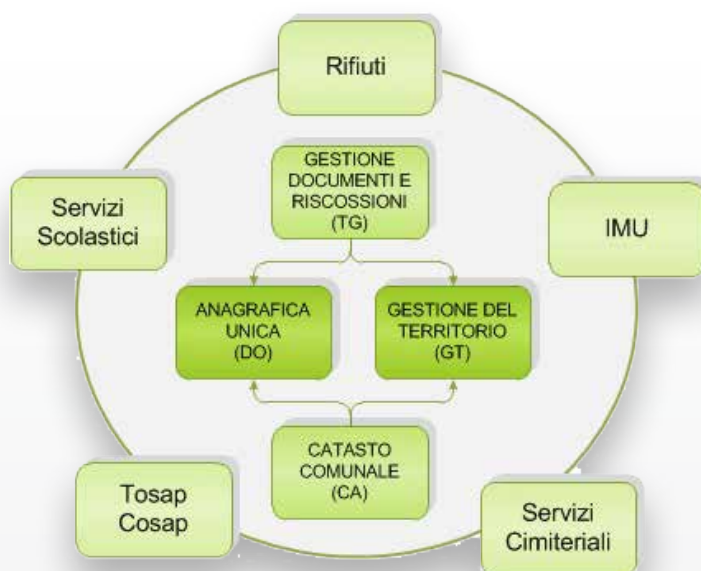 Rifiuti
GESTIONE
DOCUMENTI E
RISCOSSIONI
(TG)
Servizi
Scolastici
IMU
ANAGRAFICA
UNICA
(DO)
GESTIONE DEL
TERRITORIO
(GT)
CATASTO
COMUNALE
(CA)
Tosap
Cosap
Servizi
Cimiteriali